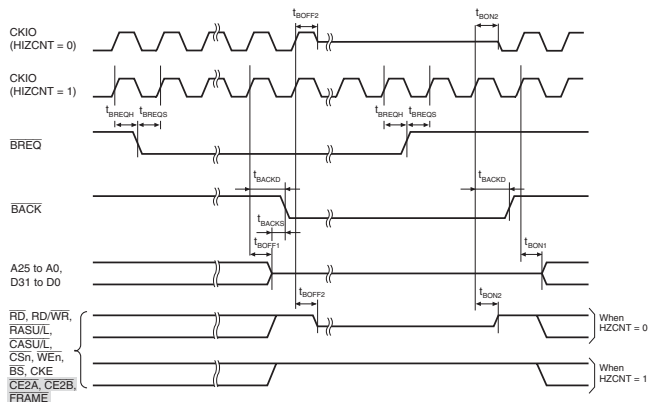 tBOFF2
tBON2
CKIO
(HIZCNT = 0)
CKIO
(HIZCNT = 1)
tBREQH
tBREQS
tBREQH
tBREQS
BREQ
tBACKD
tBACKD
BACK
tBACKS
tBOFF1
tBON1
A25 to A0,
D31 to D0
tBOFF2
tBON2
RD, RD/WR,
RASU/L,
CASU/L,
CSn, WEn,
BS, CKE
CE2A, CE2B,
FRAME
When
HZCNT = 0
When
HZCNT = 1